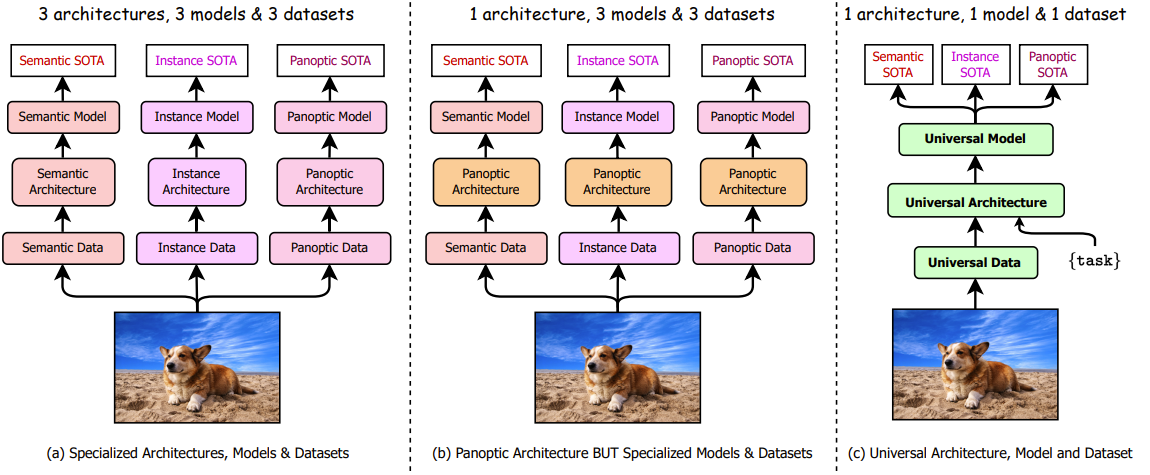 3 architectures, 3 models & 3 datasets
Semantic SOTA
Instance SOTA
Panoptic SOTA
Semantic Model
Instance Model
Panoptic Model
Semantic
Architecture
Instance
Architecture
Panoptic
Architecture
Semantic Data
Instance Data
Panoptic Data
(a) Specialized Architectures, Models & Datasets
1 architecture, 3 models & 3 datasets
Semantic SOTA
Instance SOTA
Panoptic SOTA
Semantic Model
Instance Model
Panoptic Model
Panoptic
Architecture
Panoptic
Architecture
Panoptic
Architecture
Semantic Data
Instance Data
Panoptic Data
(b) Panoptic Architecture BUT Specialized Models & Datasets
1 architecture, 1 model & 1 dataset
Semantic
SOTA
Instance
SOTA
Panoptic
SOTA
Universal Model
Universal Architecture
{task}
Universal Data
(c) Universal Architecture, Model and Dataset